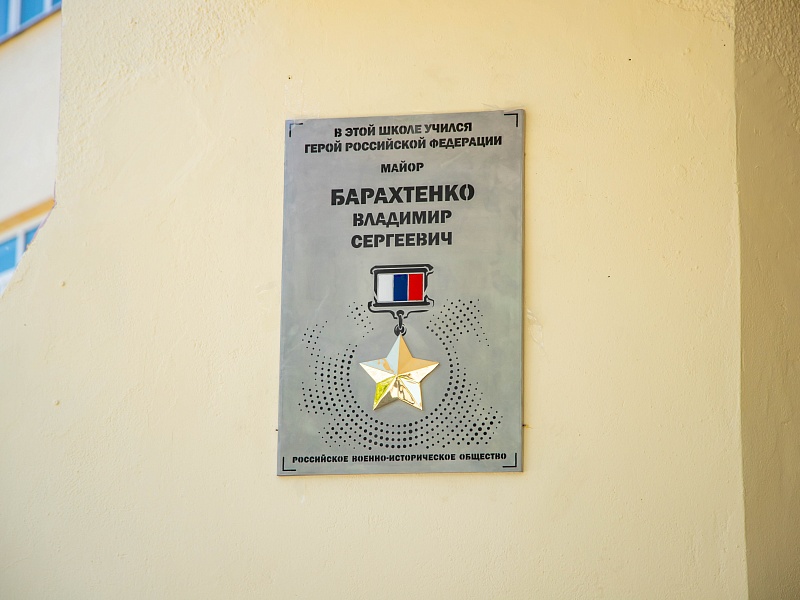 В ЭТОЙ ШКОЛЕ УЧИЛСЯ
ГЕРОЙ РОССИЙСКОЙ ФЕДЕРАЦИИ
МАЙОР
БАРАХТЕНКО
ВЛАДИМИР
СЕРГЕЕВИЧ
РОССИЙСКОЕ ВОЕННО-ИСТОРИЧЕСКОЕ ОБЩЕСТВО